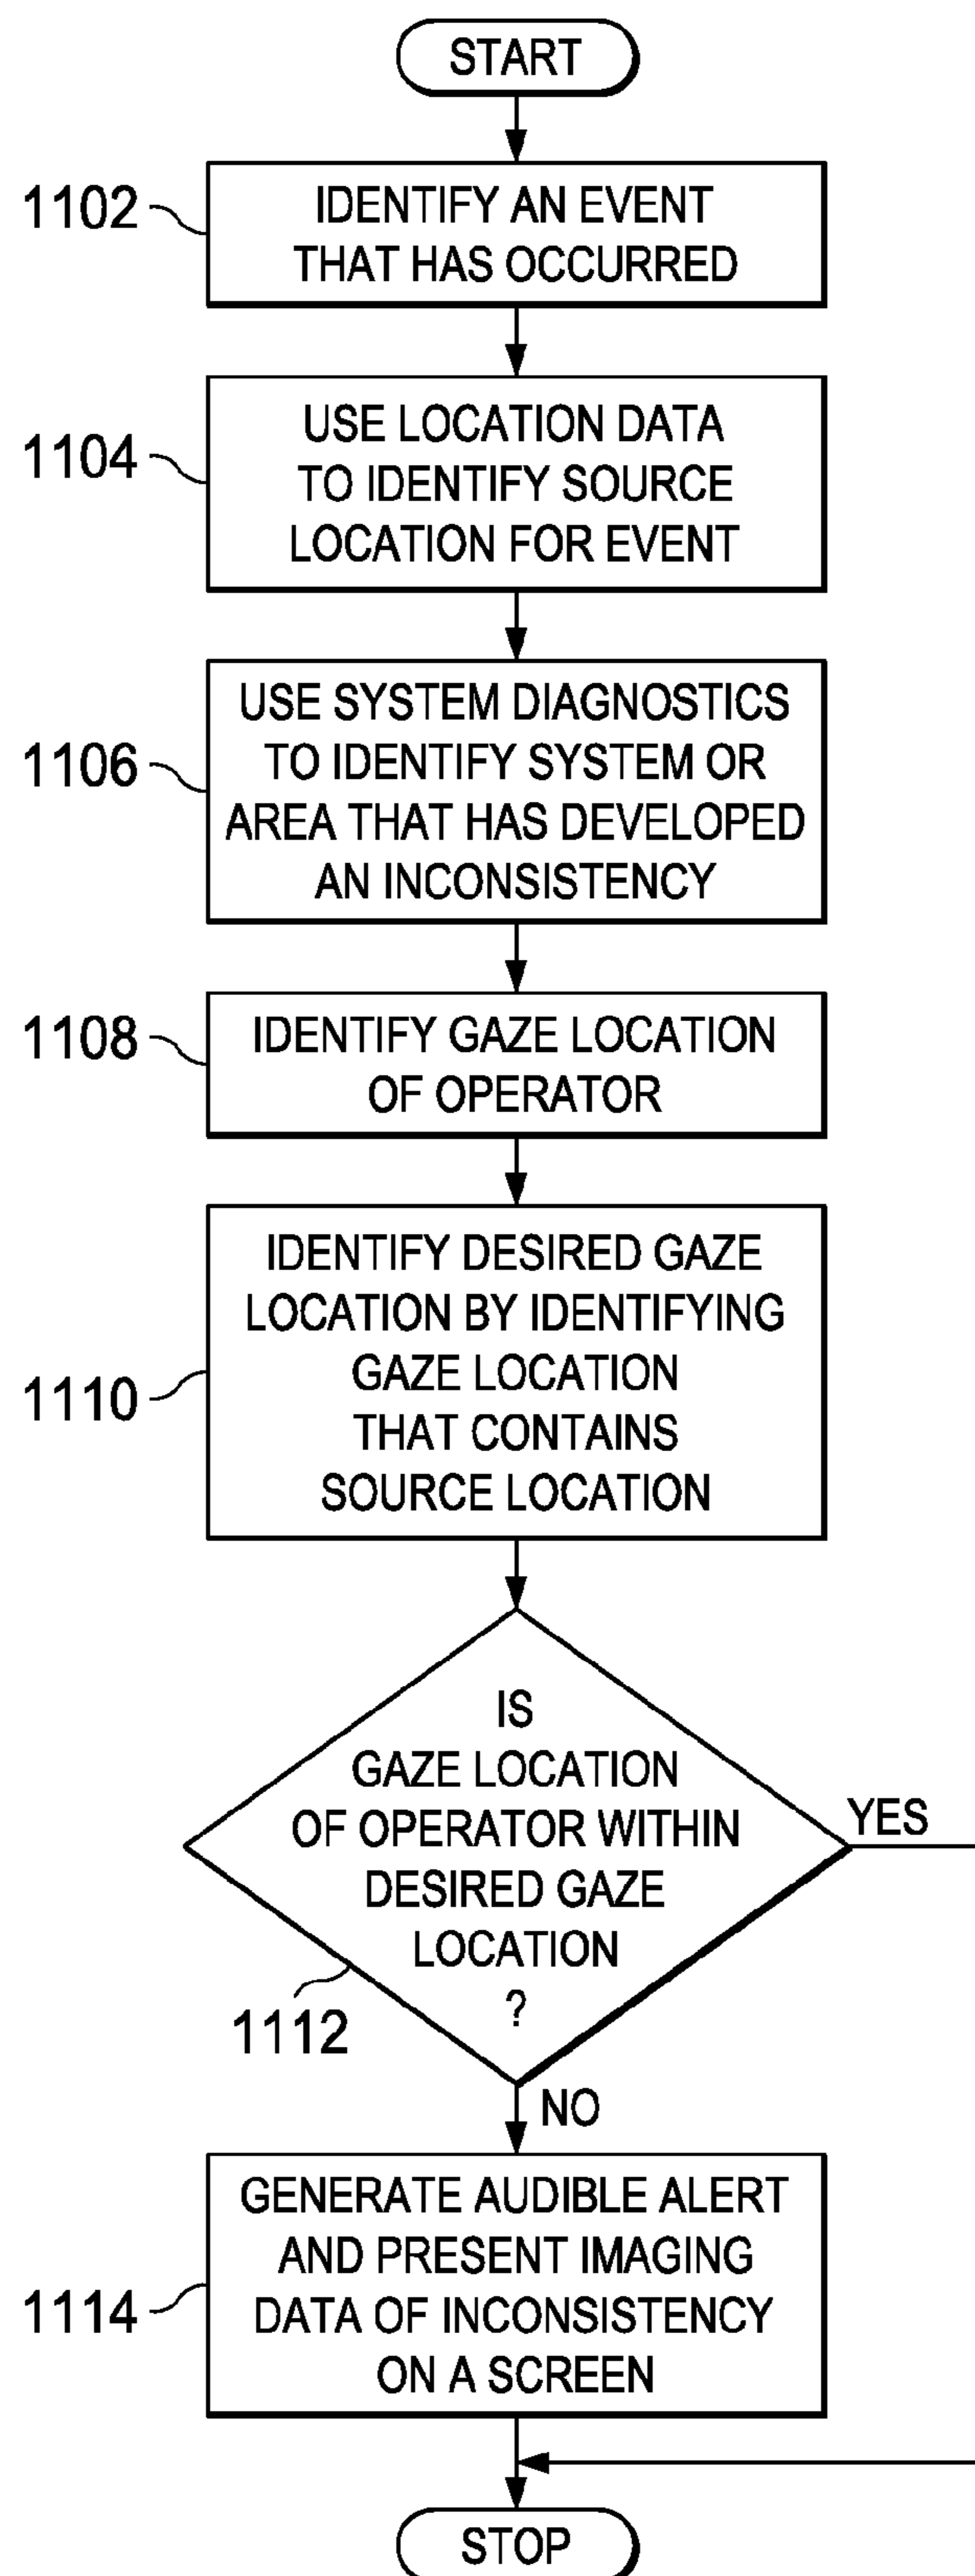 START
1102
IDENTIFY AN EVENT
THAT HAS OCCURRED
1104
USE LOCATION DATA
TO IDENTIFY SOURCE
LOCATION FOR EVENT
1106
USE SYSTEM DIAGNOSTICS
TO IDENTIFY SYSTEM OR
AREA THAT HAS DEVELOPED
AN INCONSISTENCY
1108
IDENTIFY GAZE LOCATION
OF OPERATOR
1110
IDENTIFY DESIRED GAZE
LOCATION BY IDENTIFYING
GAZE LOCATION
THAT CONTAINS
SOURCE LOCATION
IS
GAZE LOCATION
OF OPERATOR WITHIN
DESIRED GAZE
LOCATION
?
YES
1112
NO
1114
GENERATE AUDIBLE ALERT
AND PRESENT IMAGING
DATA OF INCONSISTENCY
ON A SCREEN
STOP